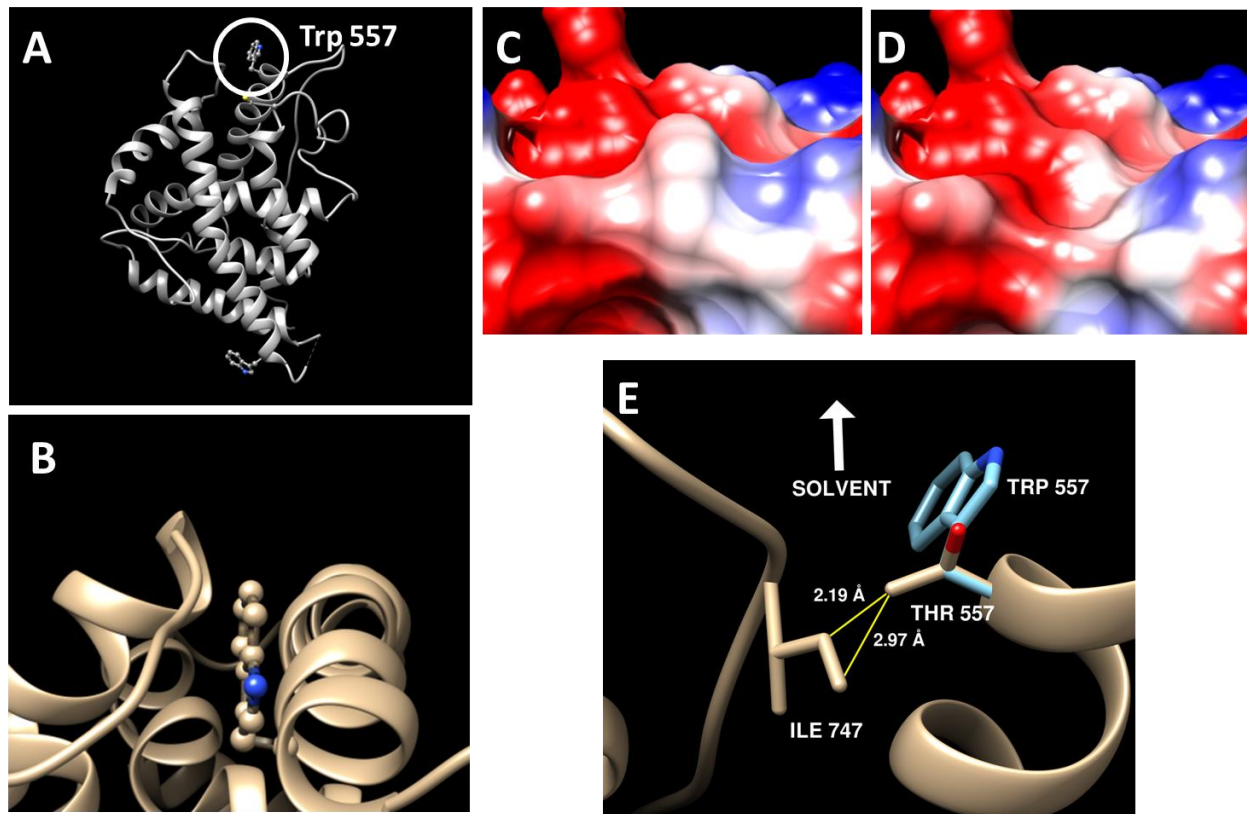 A
Trp 557
C
D
B
E
SOLVENT
TRP 557
2.19 Å
THR 557
2.97 Å
ILE 747